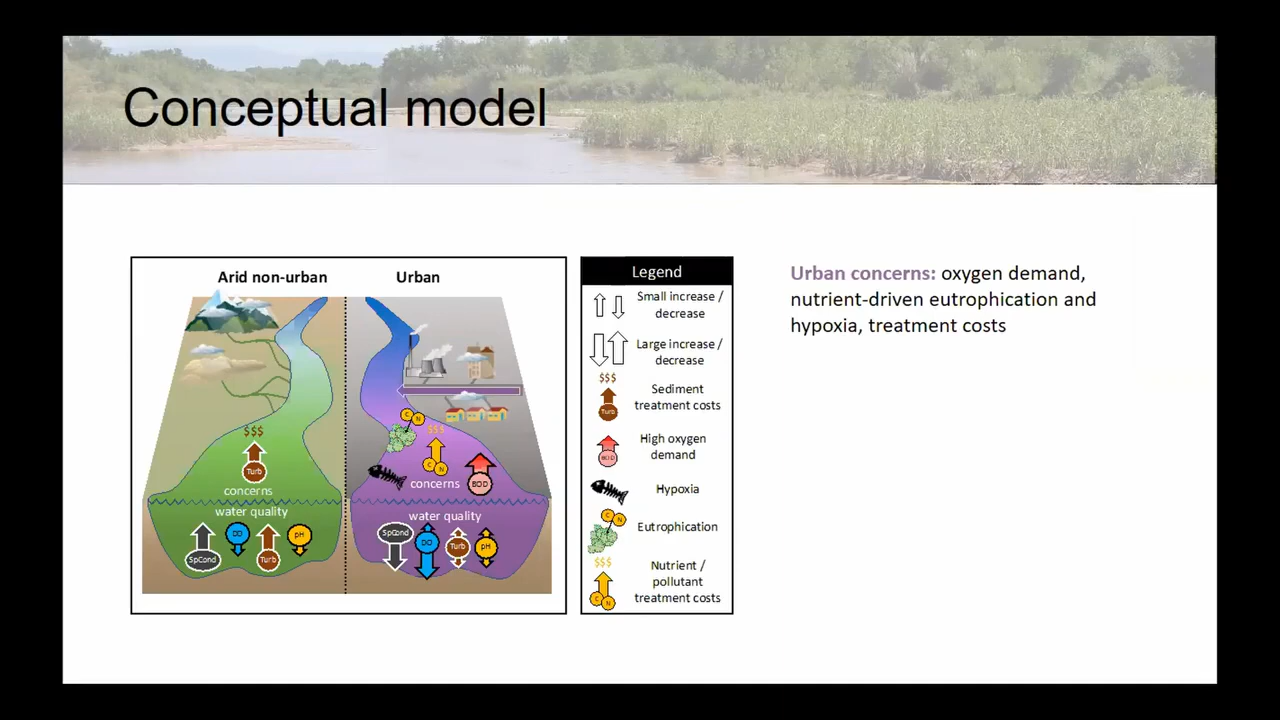 Conceptual model
Arid non-urban
Urban
$$$
Turb
concerns
water quality
SpCond
DO
Turb
pH
C N
$$$
C N
BOD
concerns
water quality
SpCond
DO
Turb
pH
Legend
Small increase /
decrease
Large increase /
decrease
$$$
Turb
Sediment
treatment costs
BOD
High oxygen
demand
Hypoxia
C N
Eutrophication
$$$
C N
Nutrient /
pollutant
treatment costs
Urban concerns: oxygen demand,
nutrient-driven eutrophication and
hypoxia, treatment costs